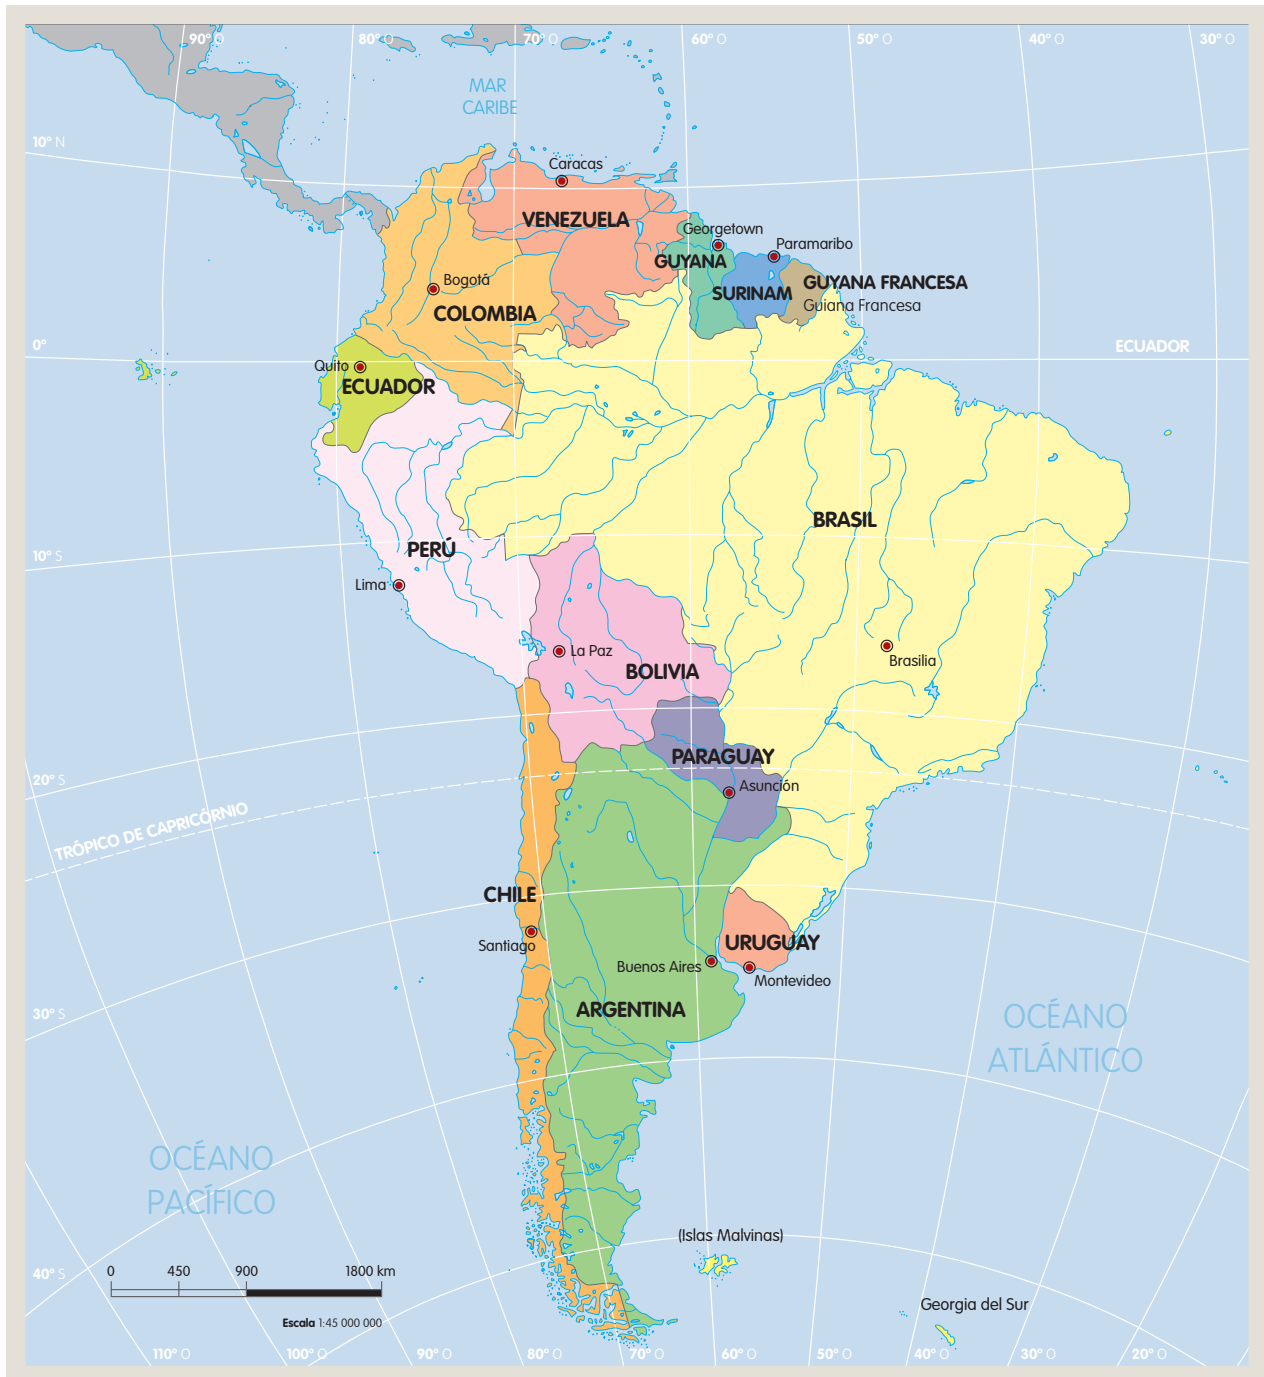 90° O
80° O
70° O
60° O
50° O
40° O
30° O
MAR
CARIBE
10° N
Caracas
VENEZUELA
Georgetown
Paramaribo
GUYANA
Bogotá
SURINAM
GUYANA FRANCESA
Guiana Francesa
COLOMBIA
0°
ECUADOR
Quito
ECUADOR
BRASIL
10° S
PERÚ
Lima
La Paz
Brasilia
BOLIVIA
20° S
PARAGUAY
Asunción
TRÓPICO DE CAPRICÓRNIO
CHILE
Santiago
URUGUAY
Buenos Aires
Montevideo
ARGENTINA
30° S
OCÉANO
ATLÁNTICO
OCÉANO
PACÍFICO
(Islas Malvinas)
40° S
0 450 900 1800 km
Georgia del Sur
Escala 1:45 000 000
110° O
100° O
90° O
80° O
70° O
60° O
50° O
40° O
30° O
20° O